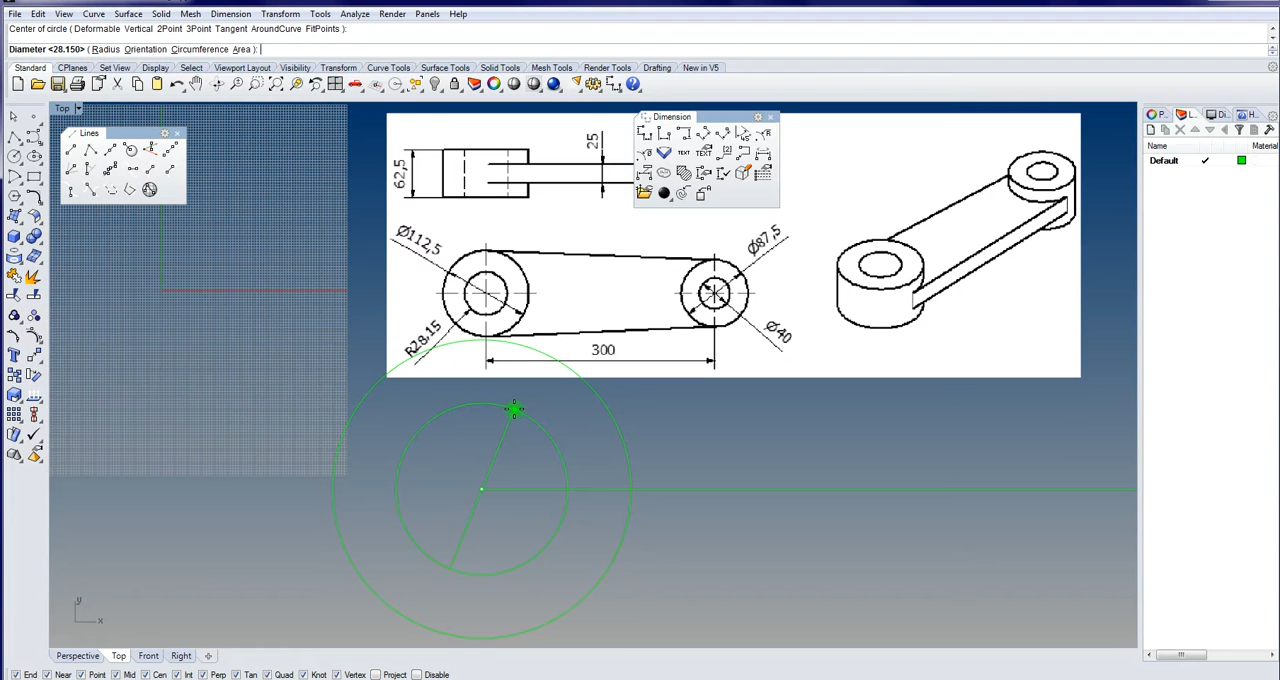 File Edit View Curve Surface Solid Mesh Dimension Transform Tools Analyze Render Panels Help
Center of circle ( Deformable Vertical 2Point 3Point Tangent AroundCurve FitPoints ):
Diameter <28.150> ( Radius Orientation Circumference Area ):
Standard CPlanes Set View Display Select Viewport Layout Visibility Transform Curve Tools Surface Tools Solid Tools Mesh Tools Render Tools Drafting New in V5
Top
Lines
Dimension
TEXT TEXT
62,5
25
Ø112,5
Ø87,5
R28,15
Ø40
300
P... L... Di... H...
Name Material
Default
y
x
Perspective Top Front Right
End Near Point Mid Cen Int Perp Tan Quad Knot Vertex Project Disable